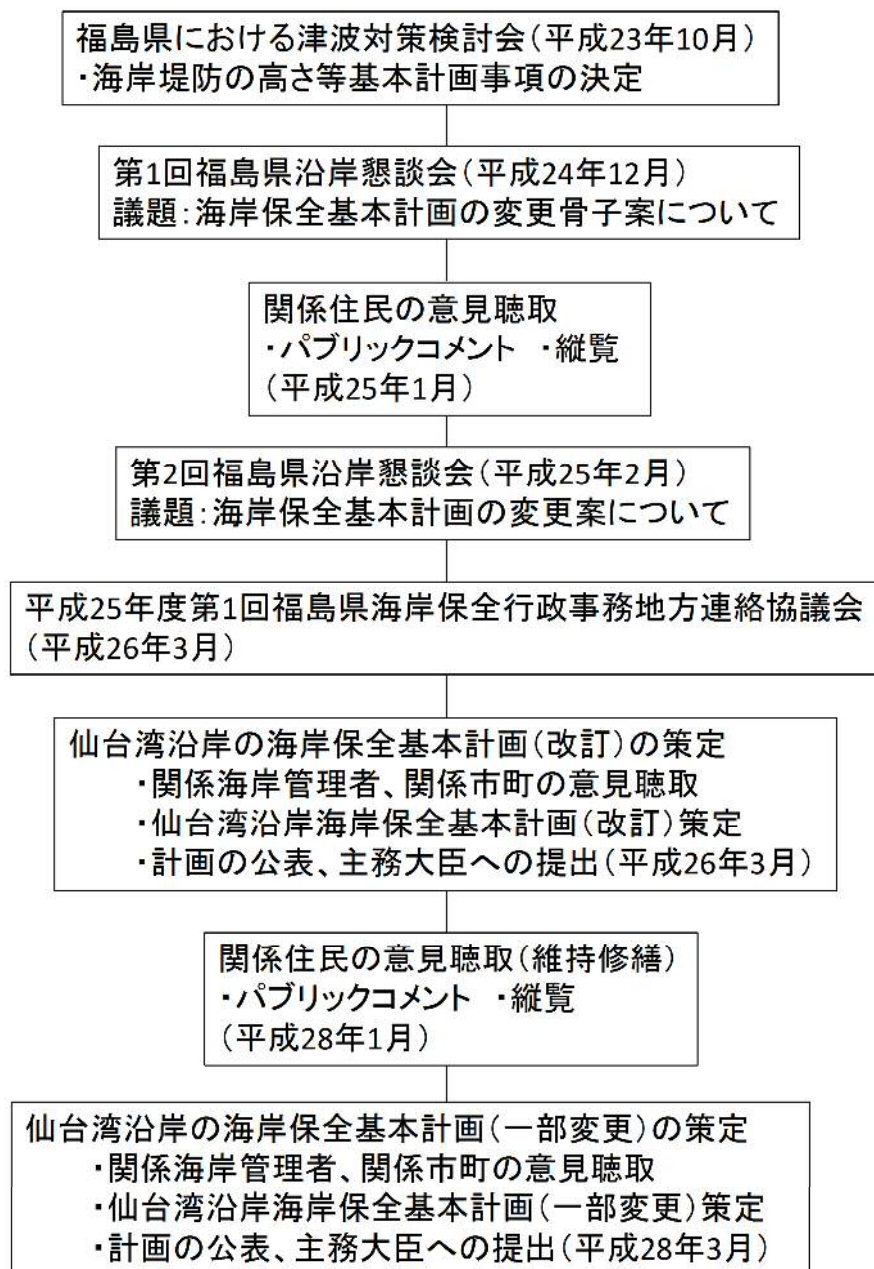 福島県における津波対策検討会(平成23年10月)
・海岸堤防の高さ等基本計画事項の決定
第1回福島県沿岸懇談会(平成24年12月)
議題:海岸保全基本計画の変更骨子案について
関係住民の意見聴取
・パブリックコメント ・縦覧
(平成25年1月)
第2回福島県沿岸懇談会(平成25年2月)
議題:海岸保全基本計画の変更案について
平成25年度第1回福島県海岸保全行政事務地方連絡協議会
(平成26年3月)
仙台湾沿岸の海岸保全基本計画(改訂)の策定
・関係海岸管理者、関係市町の意見聴取
・仙台湾沿岸海岸保全基本計画(改訂)策定
・計画の公表、主務大臣への提出(平成26年3月)
関係住民の意見聴取(維持修繕)
・パブリックコメント ・縦覧
(平成28年1月)
仙台湾沿岸の海岸保全基本計画(一部変更)の策定
・関係海岸管理者、関係市町の意見聴取
・仙台湾沿岸海岸保全基本計画(一部変更)策定
・計画の公表、主務大臣への提出(平成28年3月)